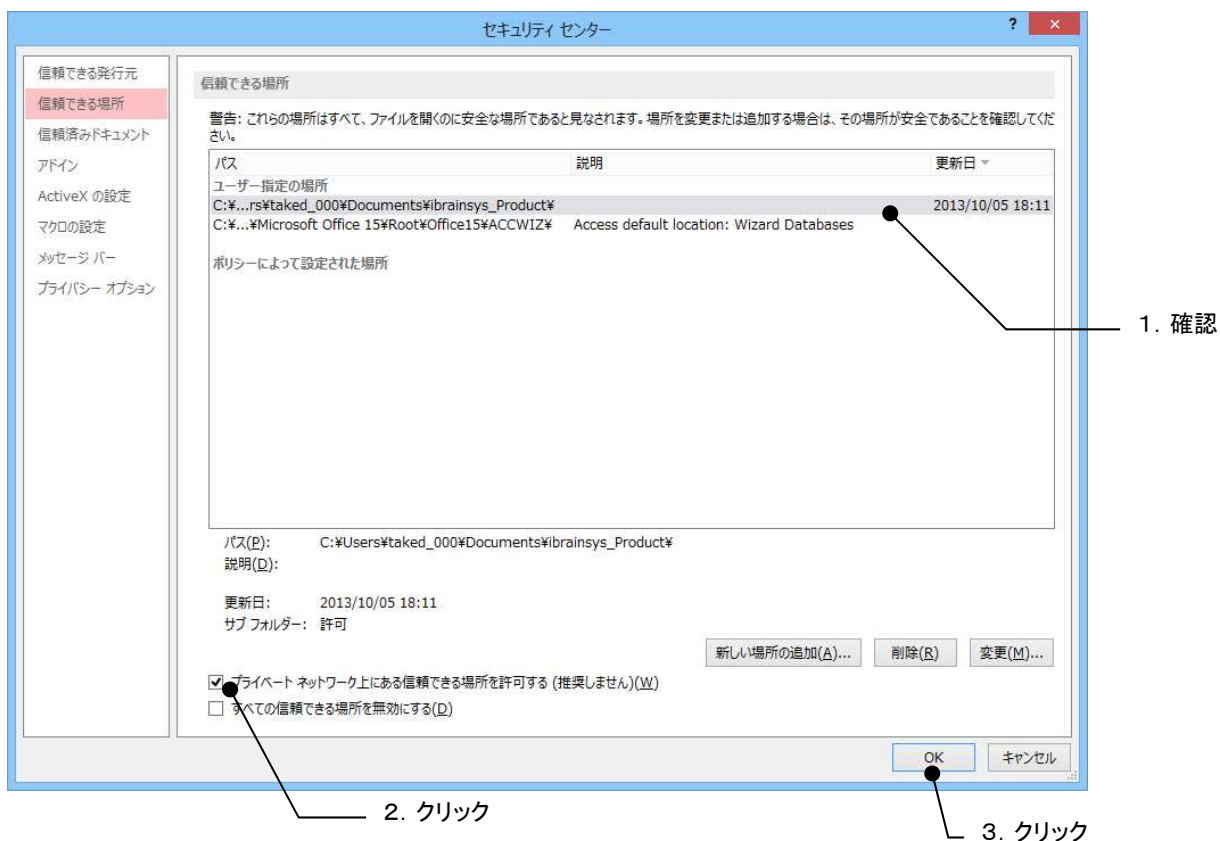 セキュリティ センター
? ×
信頼できる発行元
信頼できる場所
信頼済みドキュメント
アドイン
ActiveX の設定
マクロの設定
メッセージ バー
プライバシー オプション
信頼できる場所
警告: これらの場所はすべて、ファイルを開くのに安全な場所であると見なされます。場所を変更または追加する場合は、その場所が安全であることを確認してくだ
さい。
パス 説明 更新日
ユーザー指定の場所
C:¥...rs¥taked_000¥Documents¥ibrainsys_Product¥ 2013/10/05 18:11
C:¥...¥Microsoft Office 15¥Root¥Office15¥ACCWIZ¥ Access default location: Wizard Databases
ポリシーによって設定された場所
1. 確認
パス(P): C:¥Users¥taked_000¥Documents¥ibrainsys_Product¥
説明(D):
更新日: 2013/10/05 18:11
サブ フォルダー: 許可
新しい場所の追加(A)... 削除(R) 変更(M)...
プライベート ネットワーク上にある信頼できる場所を許可する (推奨しません)(W)
すべての信頼できる場所を無効にする(D)
OK キャンセル
2. クリック
3. クリック